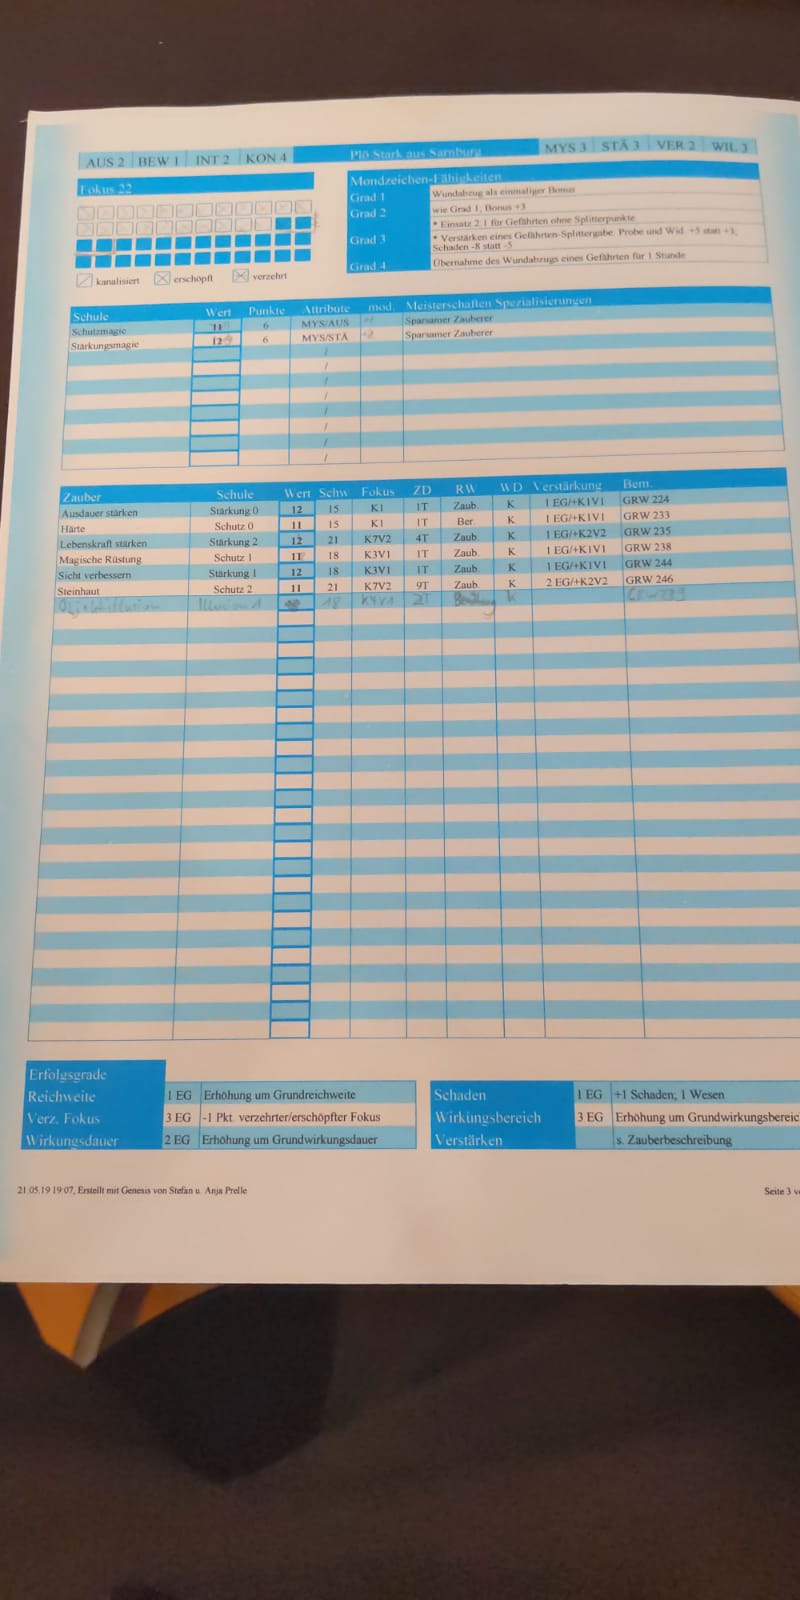 AUS 2 BEW 1 INT 2 KON 4 Plö Stark aus Sarnburg MYS 3 STÄ 3 VER 2 WIL 3
Fokus 22
kanalisiert erschöpft verzehrt
Mondzeichen-Fähigkeiten
Grad 1 Wundabzug als einmaliger Bonus
Grad 2 wie Grad 1, Bonus +3
* Einsatz 2:1 für Gefährten ohne Splitterpunkte
Grad 3 * Verstärken eines Gefährten-Splittergabe: Probe und Wid. +5 statt +3,
Schaden -8 statt -5
Grad 4 Übernahme des Wundabzugs eines Gefährten für 1 Stunde
Schule Wert Punkte Attribute mod. Meisterschaften Spezialisierungen
Schutzmagie 11 6 MYS/AUS Sparsamer Zauberer
Stärkungsmagie 12 6 MYS/STÄ Sparsamer Zauberer
/
/
/
/
/
/
/
/
Zauber Schule Wert Schw Fokus ZD RW WD Verstärkung Bem.
Ausdauer stärken Stärkung 0 12 15 K1 1T Zaub. K 1 EG/+K1V1 GRW 224
Härte Schutz 0 11 15 K1 1T Ber. K 1 EG/+K1V1 GRW 233
Lebenskraft stärken Stärkung 2 12 21 K7V2 4T Zaub. K 1 EG/+K2V2 GRW 235
Magische Rüstung Schutz 1 11 18 K3V1 1T Zaub. K 1 EG/+K1V1 GRW 238
Sicht verbessern Stärkung 1 12 18 K3V1 1T Zaub. K 1 EG/+K1V1 GRW 244
Steinhaut Schutz 2 11 21 K7V2 9T Zaub. K 2 EG/+K2V2 GRW 246
Objektillusion Illusion 1 18 K4V1 2T K
Erfolgsgrade
Reichweite 1 EG Erhöhung um Grundreichweite
Verz. Fokus 3 EG -1 Pkt. verzehrter/erschöpfter Fokus
Wirkungsdauer 2 EG Erhöhung um Grundwirkungsdauer
Schaden 1 EG +1 Schaden; 1 Wesen
Wirkungsbereich 3 EG Erhöhung um Grundwirkungsbereic
Verstärken s. Zauberbeschreibung
21.05.19 19:07, Erstellt mit Genesis von Stefan u. Anja Prelle
Seite 3 v